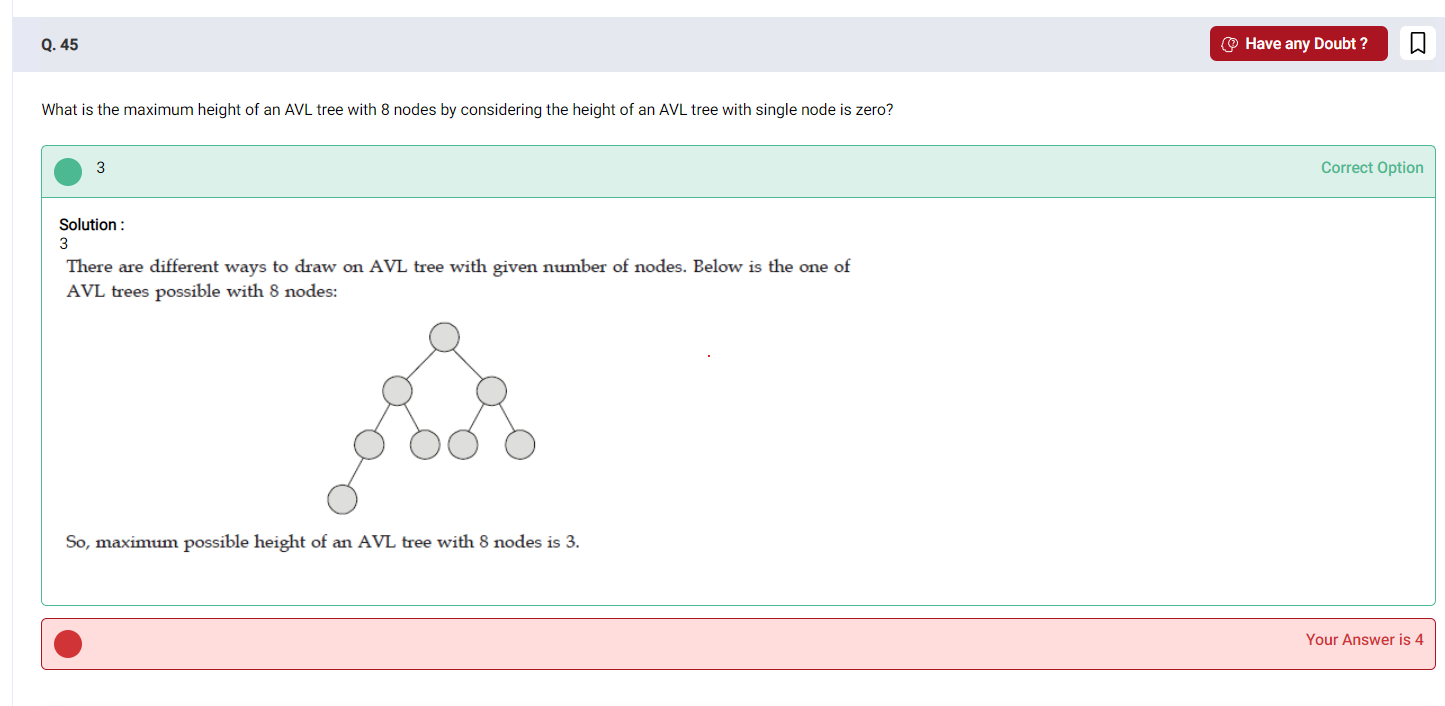 Q. 45
Have any Doubt ?
What is the maximum height of an AVL tree with 8 nodes by considering the height of an AVL tree with single node is zero?
3
Correct Option
Solution :
3
There are different ways to draw on AVL tree with given number of nodes. Below is the one of
AVL trees possible with 8 nodes:
So, maximum possible height of an AVL tree with 8 nodes is 3.
Your Answer is 4